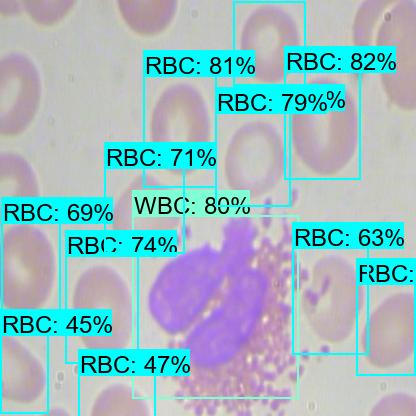 RBC: 81%
RBC: 82%
RBC: 79%
RBC: 71%
WBC: 80%
RBC: 69%
RBC: 74%
RBC: 63%
RBC:
RBC: 45%
RBC: 47%